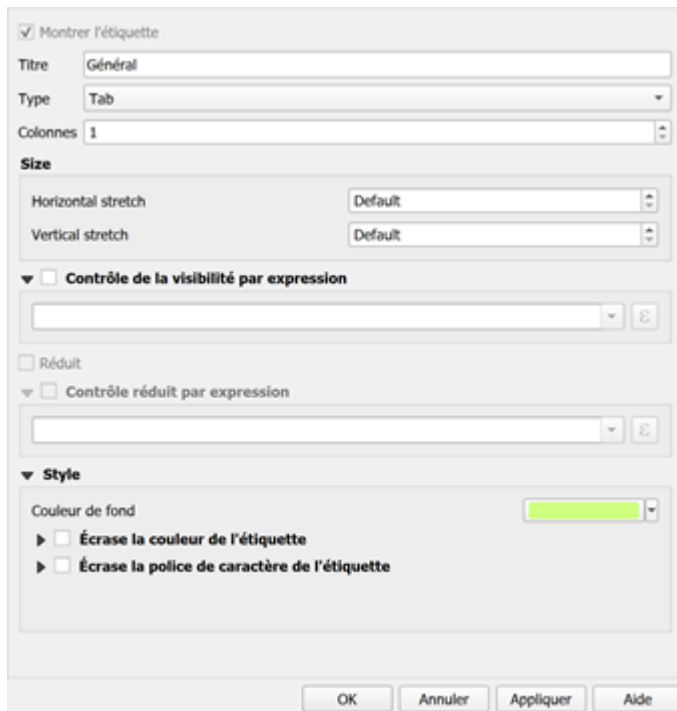 Montrer l'étiquette
Titre Général
Type Tab
Colonnes 1
Size
Horizontal stretch Default
Vertical stretch Default
Contrôle de la visibilité par expression
ε
Réduit
Contrôle réduit par expression
ε
Style
Couleur de fond
Écrase la couleur de l'étiquette
Écrase la police de caractère de l'étiquette
OK Annuler Appliquer Aide